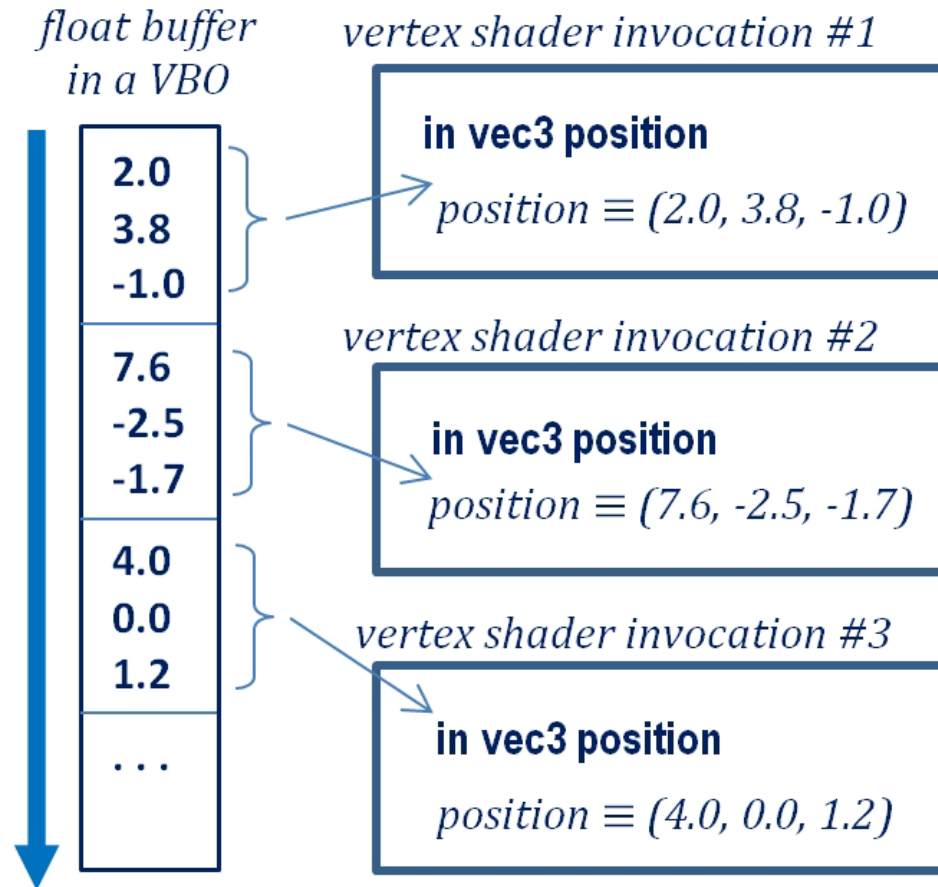 float buffer
in a VBO
2.0
3.8
-1.0
7.6
-2.5
-1.7
4.0
0.0
1.2
. . .
vertex shader invocation #1
in vec3 position
position ≡ (2.0, 3.8, -1.0)
vertex shader invocation #2
in vec3 position
position ≡ (7.6, -2.5, -1.7)
vertex shader invocation #3
in vec3 position
position ≡ (4.0, 0.0, 1.2)